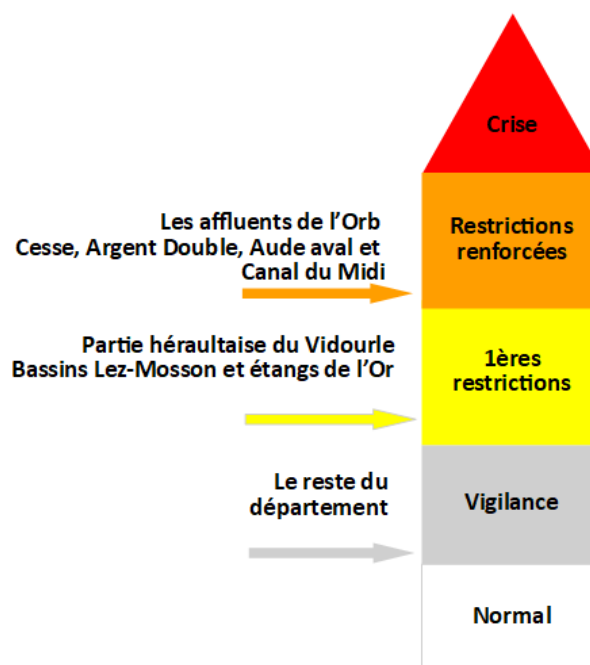 Crise
Les affluents de l’Orb
Cesse, Argent Double, Aude aval et
Canal du Midi
Restrictions
renforcées
Partie héraultaise du Vidourle
Bassins Lez-Mosson et étangs de l’Or
1ères
restrictions
Le reste du
département
Vigilance
Normal